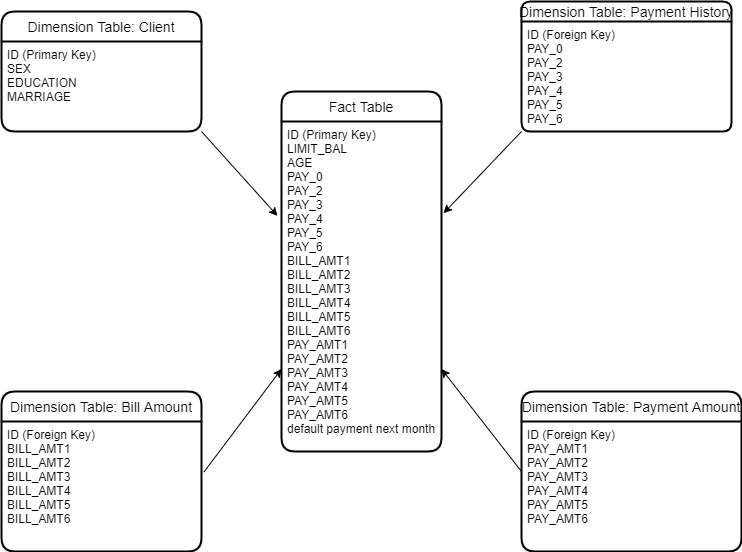 Dimension Table: Client
ID (Primary Key)
SEX
EDUCATION
MARRIAGE
Dimension Table: Payment History
ID (Foreign Key)
PAY_0
PAY_2
PAY_3
PAY_4
PAY_5
PAY_6
Fact Table
ID (Primary Key)
LIMIT_BAL
AGE
PAY_0
PAY_2
PAY_3
PAY_4
PAY_5
PAY_6
BILL_AMT1
BILL_AMT2
BILL_AMT3
BILL_AMT4
BILL_AMT5
BILL_AMT6
PAY_AMT1
PAY_AMT2
PAY_AMT3
PAY_AMT4
PAY_AMT5
PAY_AMT6
default payment next month
Dimension Table: Bill Amount
ID (Foreign Key)
BILL_AMT1
BILL_AMT2
BILL_AMT3
BILL_AMT4
BILL_AMT5
BILL_AMT6
Dimension Table: Payment Amount
ID (Foreign Key)
PAY_AMT1
PAY_AMT2
PAY_AMT3
PAY_AMT4
PAY_AMT5
PAY_AMT6